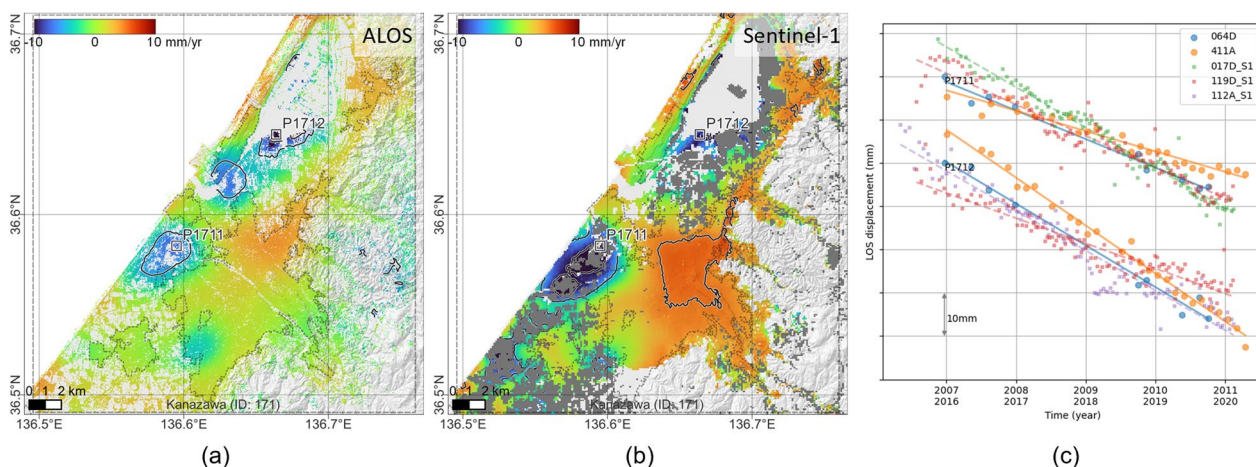 -10 0 10 mm/yr
ALOS
36.7°N
36.6°N
36.5°N
P1712
P1711
0 1 2 km
Kanazawa (ID: 171)
136.5°E 136.6°E 136.7°E
(a)
-10 0 10 mm/yr
Sentinel-1
36.7°N
36.6°N
36.5°N
P1712
P1711
0 1 2 km
Kanazawa (ID: 171)
136.5°E 136.6°E 136.7°E
(b)
064D
411A
017D_S1
119D_S1
112A_S1
P1711
P1712
LOS displacement (mm)
10mm
2007 2008 2009 2010 2011
2016 2017 2018 2019 2020
Time (year)
(c)